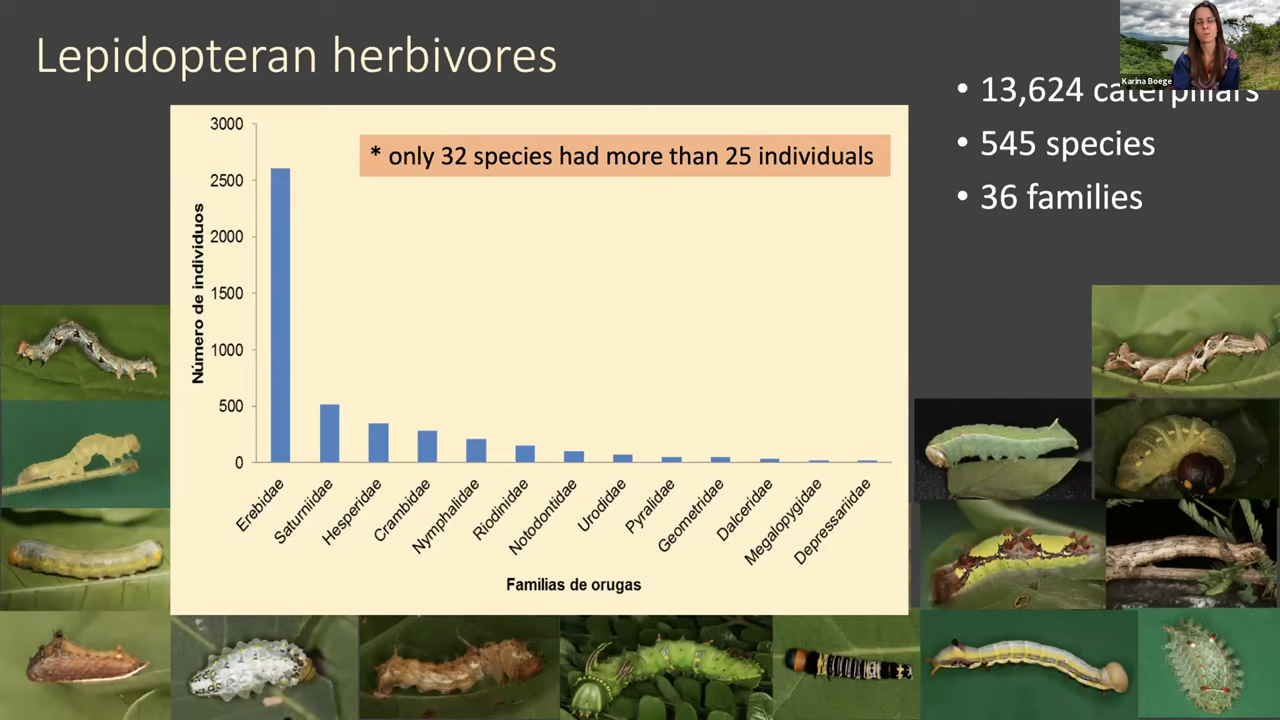 Lepidopteran herbivores
Karina Boege
• 13,624 caterpillars
• 545 species
• 36 families
* only 32 species had more than 25 individuals
Número de individuos
3000
2500
2000
1500
1000
500
0
Erebidae
Saturniidae
Hesperidae
Crambidae
Nymphalidae
Riodinidae
Notodontidae
Urodidae
Pyralidae
Geometridae
Dalceridae
Megalopygidae
Depressariidae
Familias de orugas